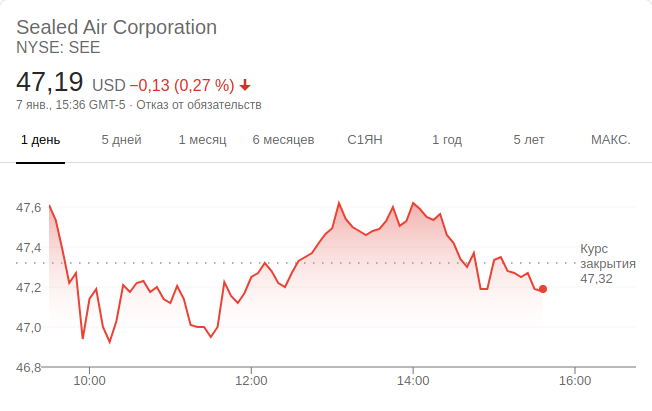 Sealed Air Corporation
NYSE: SEE
47,19 USD −0,13 (0,27 %)
7 янв., 15:36 GMT-5 · Отказ от обязательств
1 день 5 дней 1 месяц 6 месяцев С1ЯН 1 год 5 лет МАКС.
47,6
47,4
47,2
47,0
46,8
Курс
закрытия
47,32
10:00 12:00 14:00 16:00